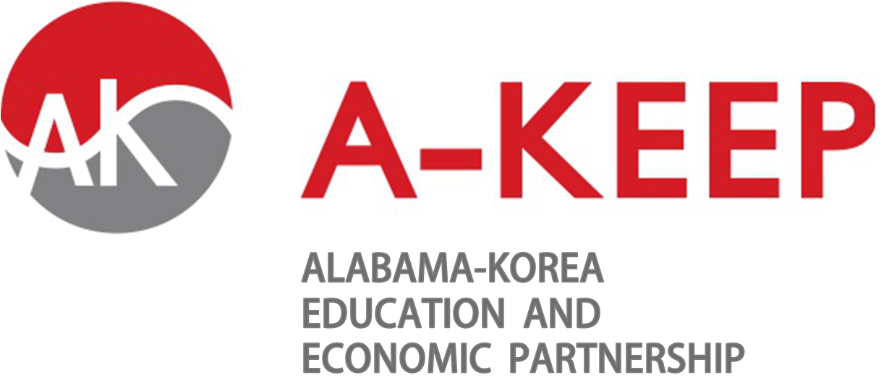 AK
A-KEEP
ALABAMA-KOREA
EDUCATION AND
ECONOMIC PARTNERSHIP